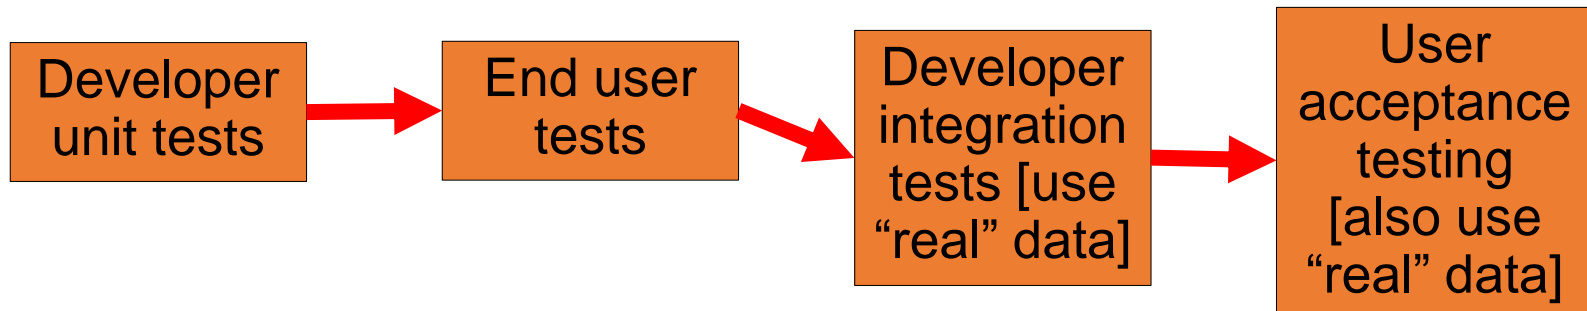 Developer
unit tests
End user
tests
Developer
integration
tests [use
“real” data]
User
acceptance
testing
[also use
“real” data]